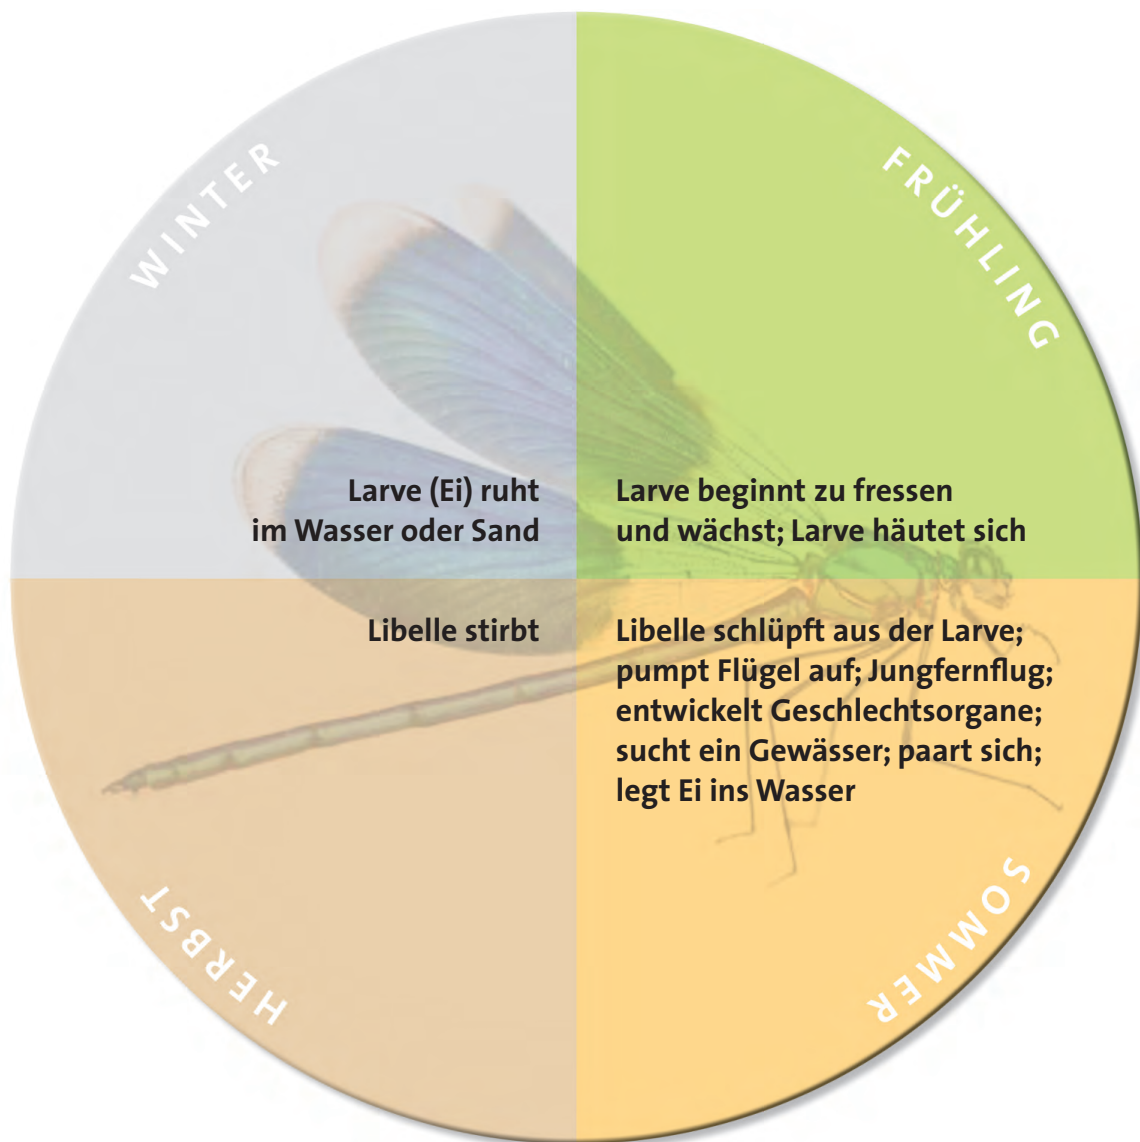 WINTER
FRÜHLING
Larve (Ei) ruht
im Wasser oder Sand
Larve beginnt zu fressen
und wächst; Larve häutet sich
Libelle stirbt
Libelle schlüpft aus der Larve;
pumpt Flügel auf; Jungfernflug;
entwickelt Geschlechtsorgane;
sucht ein Gewässer; paart sich;
legt Ei ins Wasser
HERBST
SOMMER